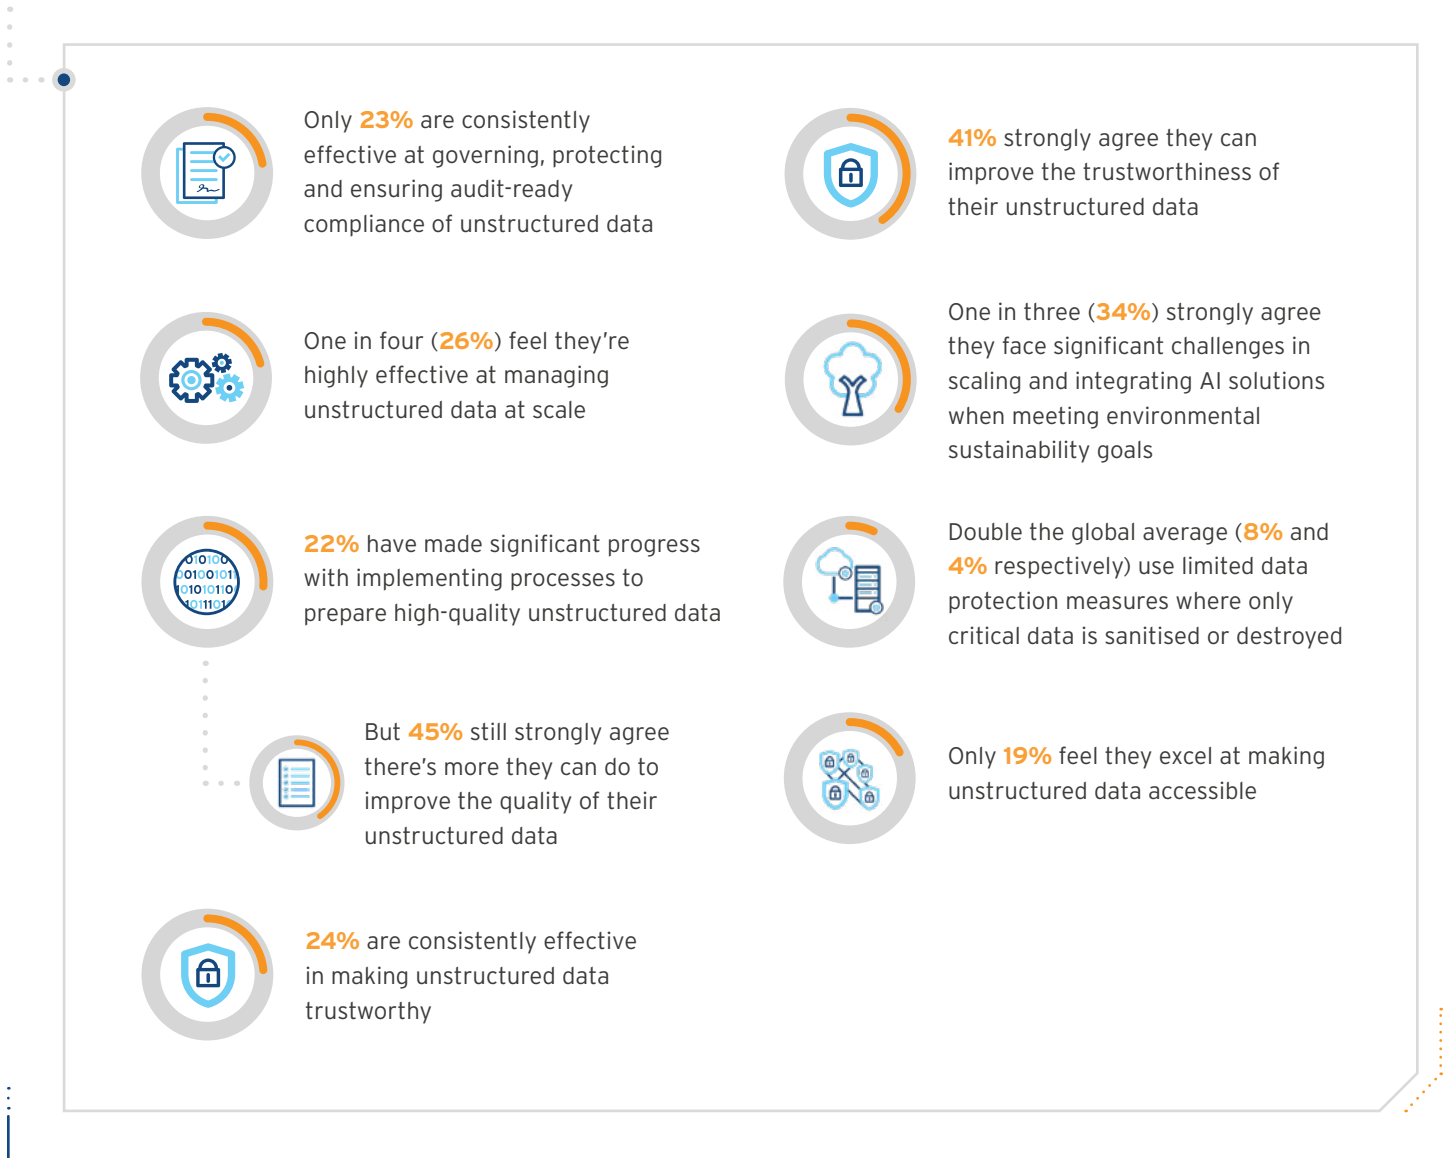 Only 23% are consistently
effective at governing, protecting
and ensuring audit-ready
compliance of unstructured data
One in four (26%) feel they're
highly effective at managing
unstructured data at scale
22% have made significant progress
with implementing processes to
prepare high-quality unstructured data
But 45% still strongly agree
there's more they can do to
improve the quality of their
unstructured data
24% are consistently effective
in making unstructured data
trustworthy
41% strongly agree they can
improve the trustworthiness of
their unstructured data
One in three (34%) strongly agree
they face significant challenges in
scaling and integrating AI solutions
when meeting environmental
sustainability goals
Double the global average (8% and
4% respectively) use limited data
protection measures where only
critical data is sanitised or destroyed
Only 19% feel they excel at making
unstructured data accessible